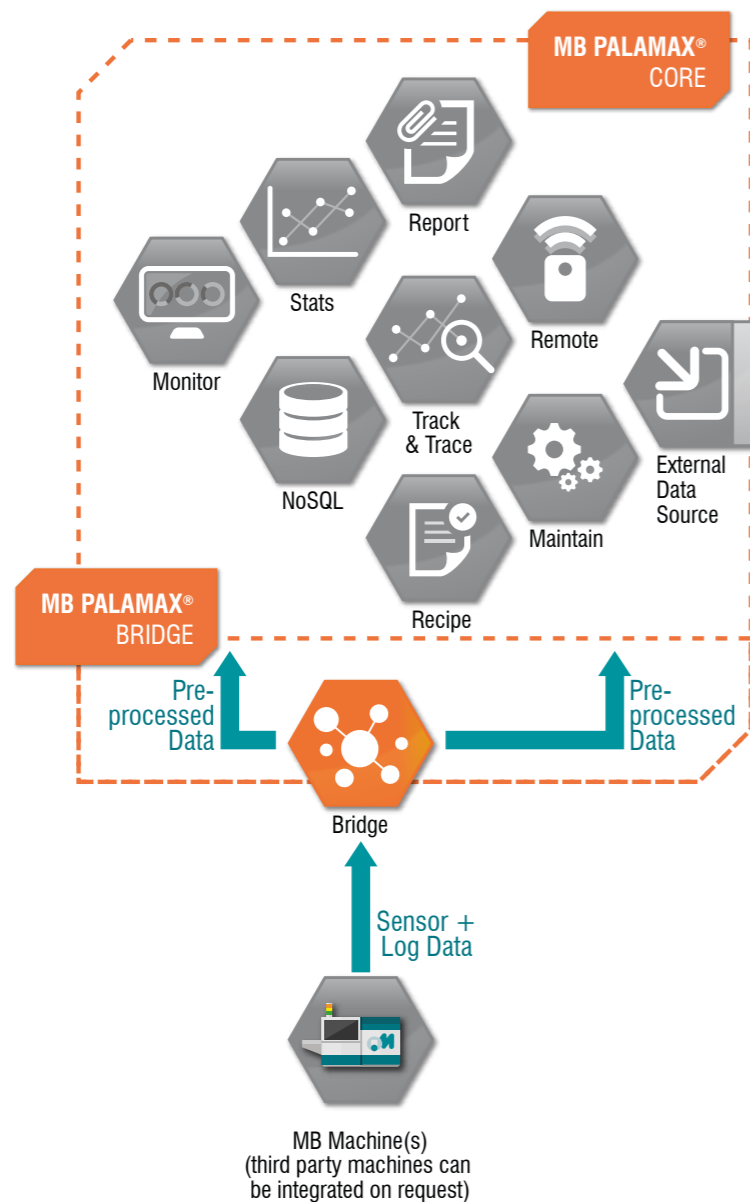 MB PALAMAX®
CORE
Report
Stats
Remote
Monitor
Track
& Trace
External
Data
Source
NoSQL
Maintain
Recipe
MB PALAMAX®
BRIDGE
Pre-
processed
Data
Pre-
processed
Data
Bridge
Sensor +
Log Data
MB Machine(s)
(third party machines can
be integrated on request)